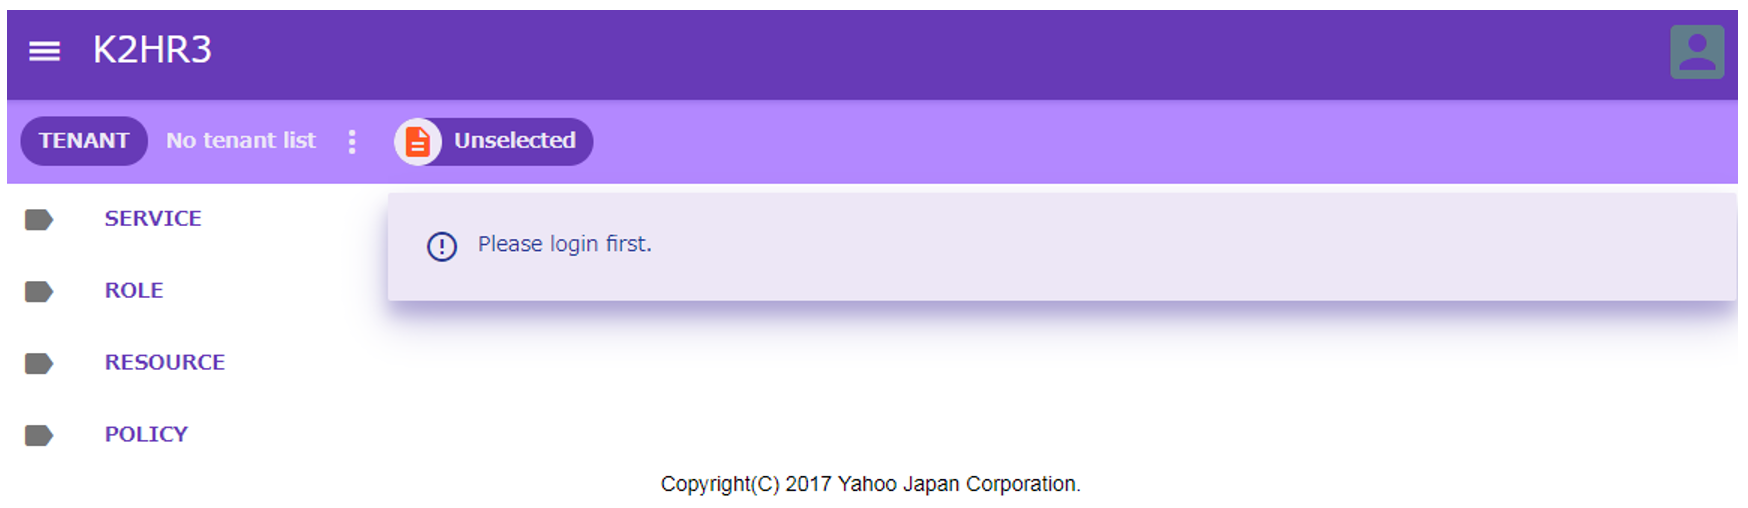 K2HR3
TENANT No tenant list Unselected
SERVICE
Please login first.
ROLE
RESOURCE
POLICY
Copyright(C) 2017 Yahoo Japan Corporation.